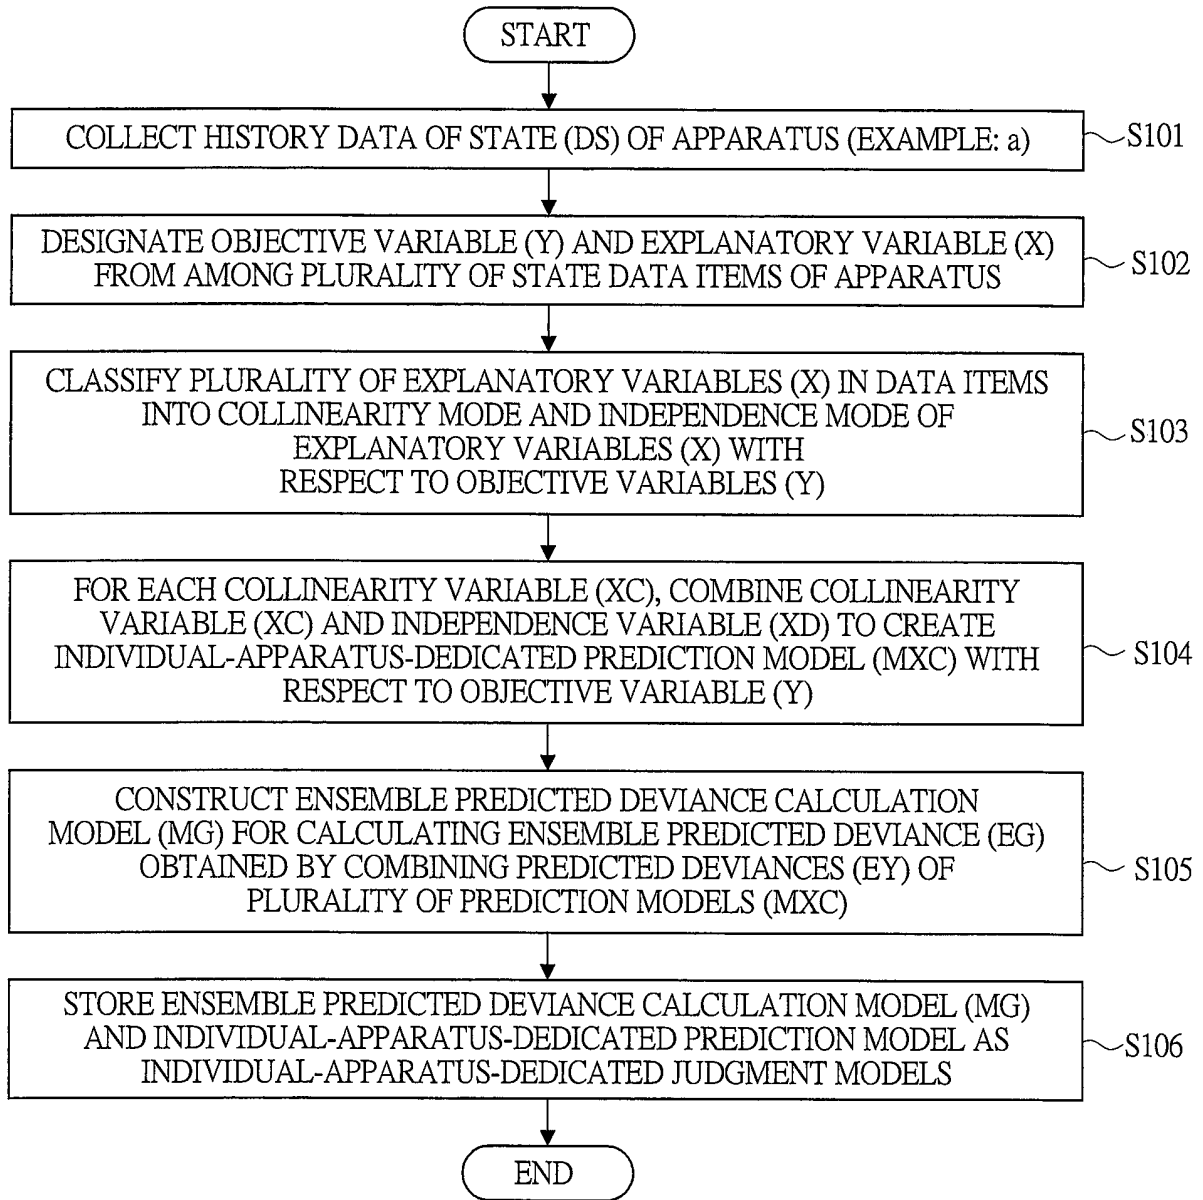 START
COLLECT HISTORY DATA OF STATE (DS) OF APPARATUS (EXAMPLE: a)
S101
DESIGNATE OBJECTIVE VARIABLE (Y) AND EXPLANATORY VARIABLE (X)
FROM AMONG PLURALITY OF STATE DATA ITEMS OF APPARATUS
S102
CLASSIFY PLURALITY OF EXPLANATORY VARIABLES (X) IN DATA ITEMS
INTO COLLINEARITY MODE AND INDEPENDENCE MODE OF
EXPLANATORY VARIABLES (X) WITH
RESPECT TO OBJECTIVE VARIABLES (Y)
S103
FOR EACH COLLINEARITY VARIABLE (XC), COMBINE COLLINEARITY
VARIABLE (XC) AND INDEPENDENCE VARIABLE (XD) TO CREATE
INDIVIDUAL-APPARATUS-DEDICATED PREDICTION MODEL (MXC) WITH
RESPECT TO OBJECTIVE VARIABLE (Y)
S104
CONSTRUCT ENSEMBLE PREDICTED DEVIANCE CALCULATION
MODEL (MG) FOR CALCULATING ENSEMBLE PREDICTED DEVIANCE (EG)
OBTAINED BY COMBINING PREDICTED DEVIANCES (EY) OF
PLURALITY OF PREDICTION MODELS (MXC)
S105
STORE ENSEMBLE PREDICTED DEVIANCE CALCULATION MODEL (MG)
AND INDIVIDUAL-APPARATUS-DEDICATED PREDICTION MODEL AS
INDIVIDUAL-APPARATUS-DEDICATED JUDGMENT MODELS
S106
END